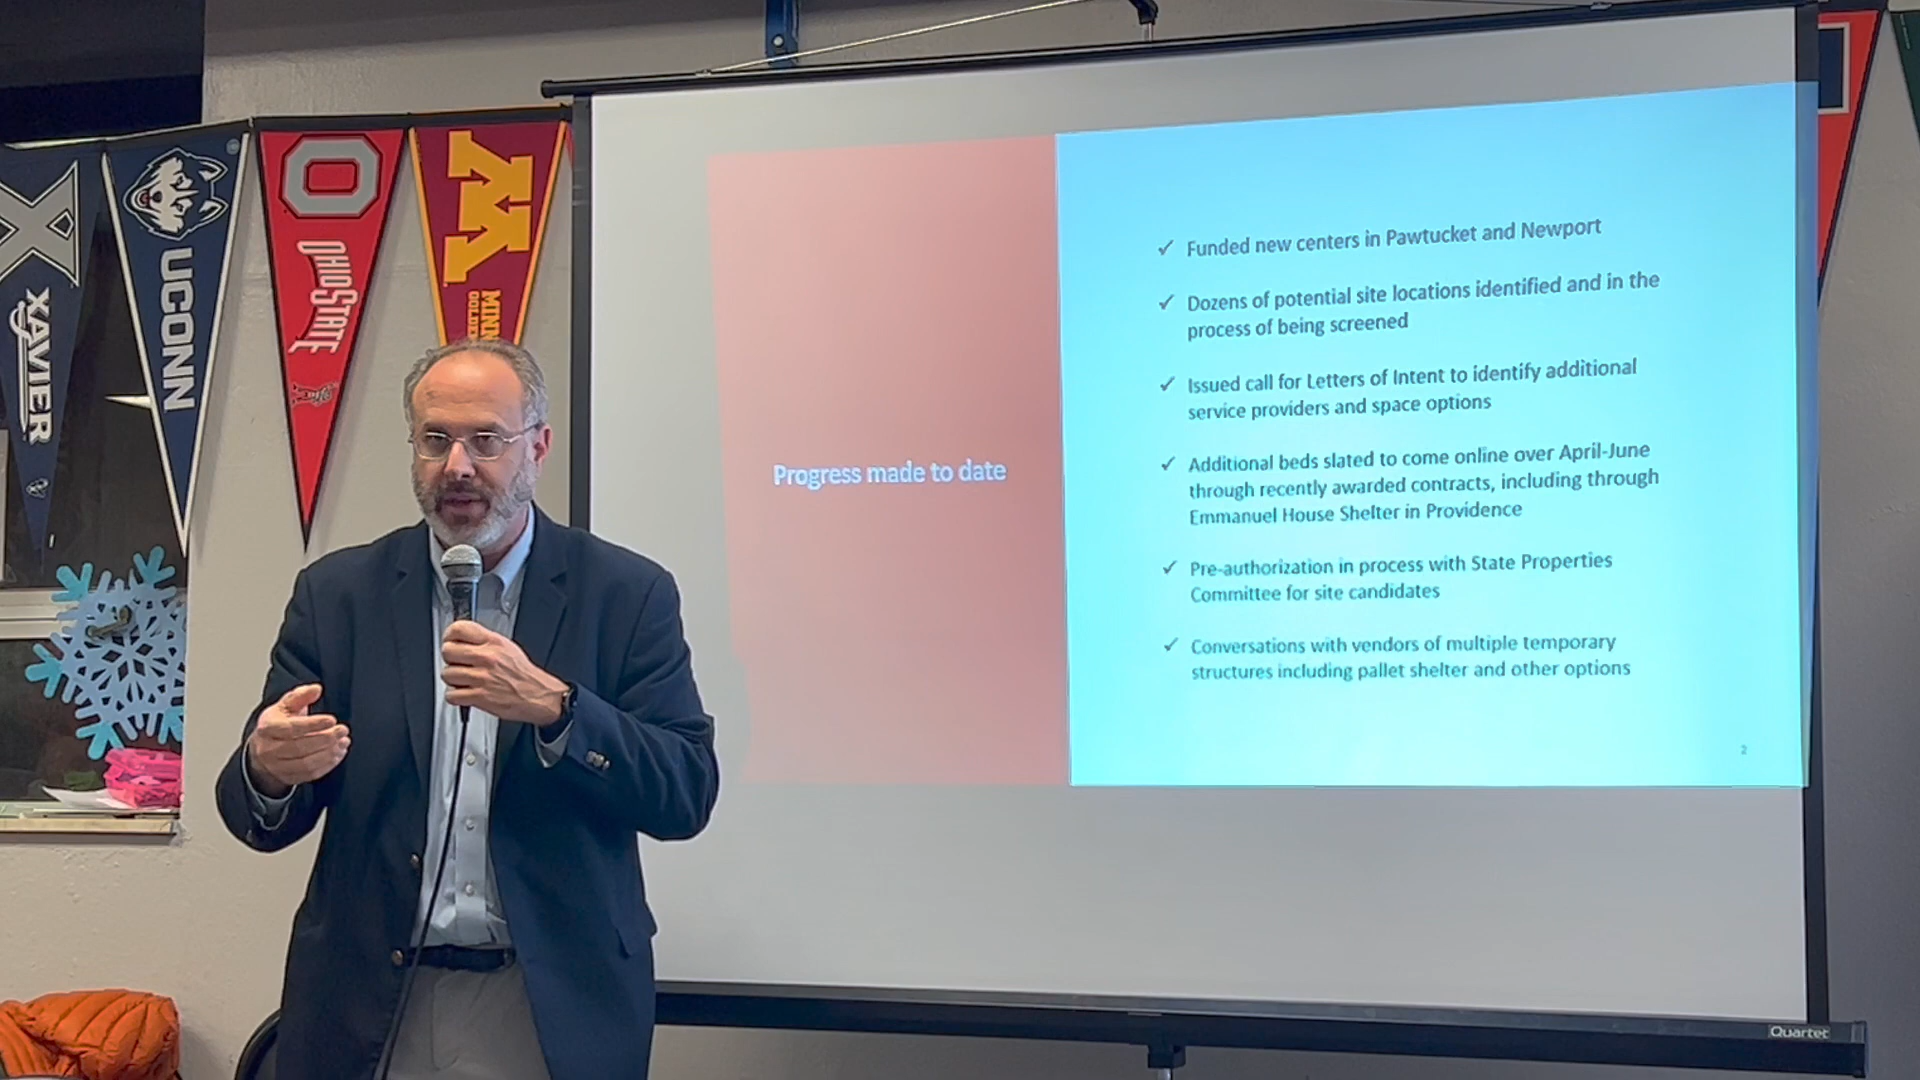 XAVIER
UCONN
O
OHIO STATE
M
MINN
GOLDE
Progress made to date
✓ Funded new centers in Pawtucket and Newport
✓ Dozens of potential site locations identified and in the
process of being screened
✓ Issued call for Letters of Intent to identify additional
service providers and space options
✓ Additional beds slated to come online over April-June
through recently awarded contracts, including through
Emmanuel House Shelter in Providence
✓ Pre-authorization in process with State Properties
Committee for site candidates
✓ Conversations with vendors of multiple temporary
structures including pallet shelter and other options
2
Quartet